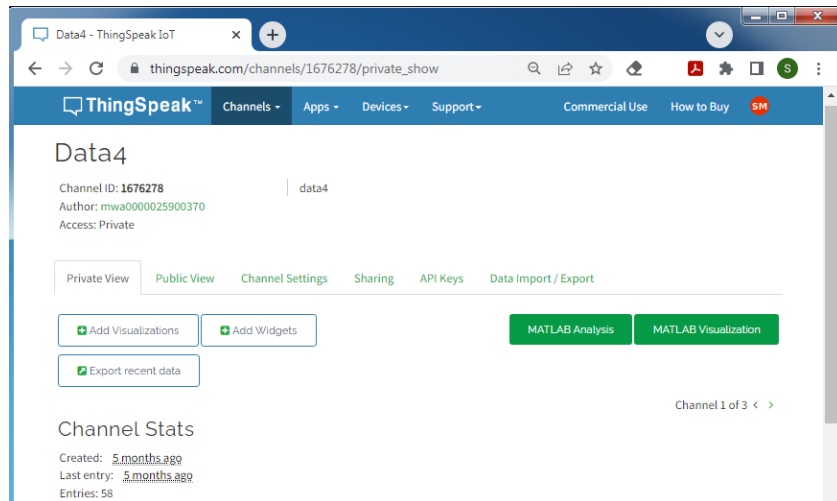 Data4 - ThingSpeak IoT
thingspeak.com/channels/1676278/private_show
S
ThingSpeak™ Channels Apps Devices Support Commercial Use How to Buy SM
Data4
Channel ID: 1676278 data4
Author: mwa0000025900370
Access: Private
Private View Public View Channel Settings Sharing API Keys Data Import / Export
Add Visualizations Add Widgets MATLAB Analysis MATLAB Visualization
Export recent data
Channel 1 of 3 < >
Channel Stats
Created: 5 months ago
Last entry: 5 months ago
Entries: 58